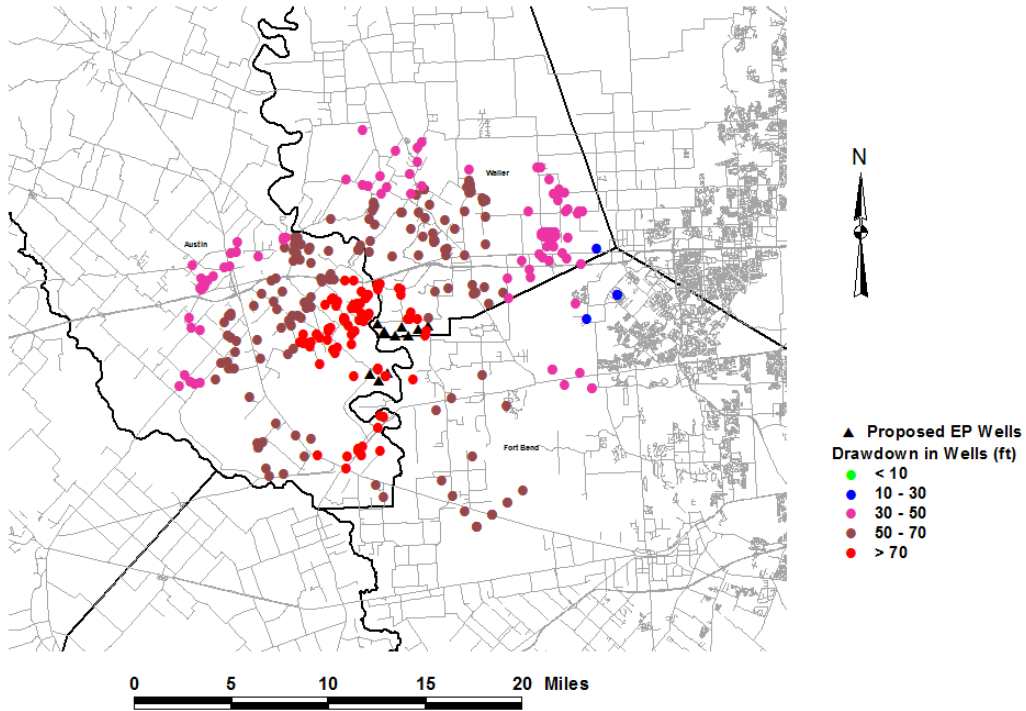 N
Waller
Austin
Fort Bend
Proposed EP Wells
Drawdown in Wells (ft)
< 10
10 - 30
30 - 50
50 - 70
> 70
0 5 10 15 20 Miles